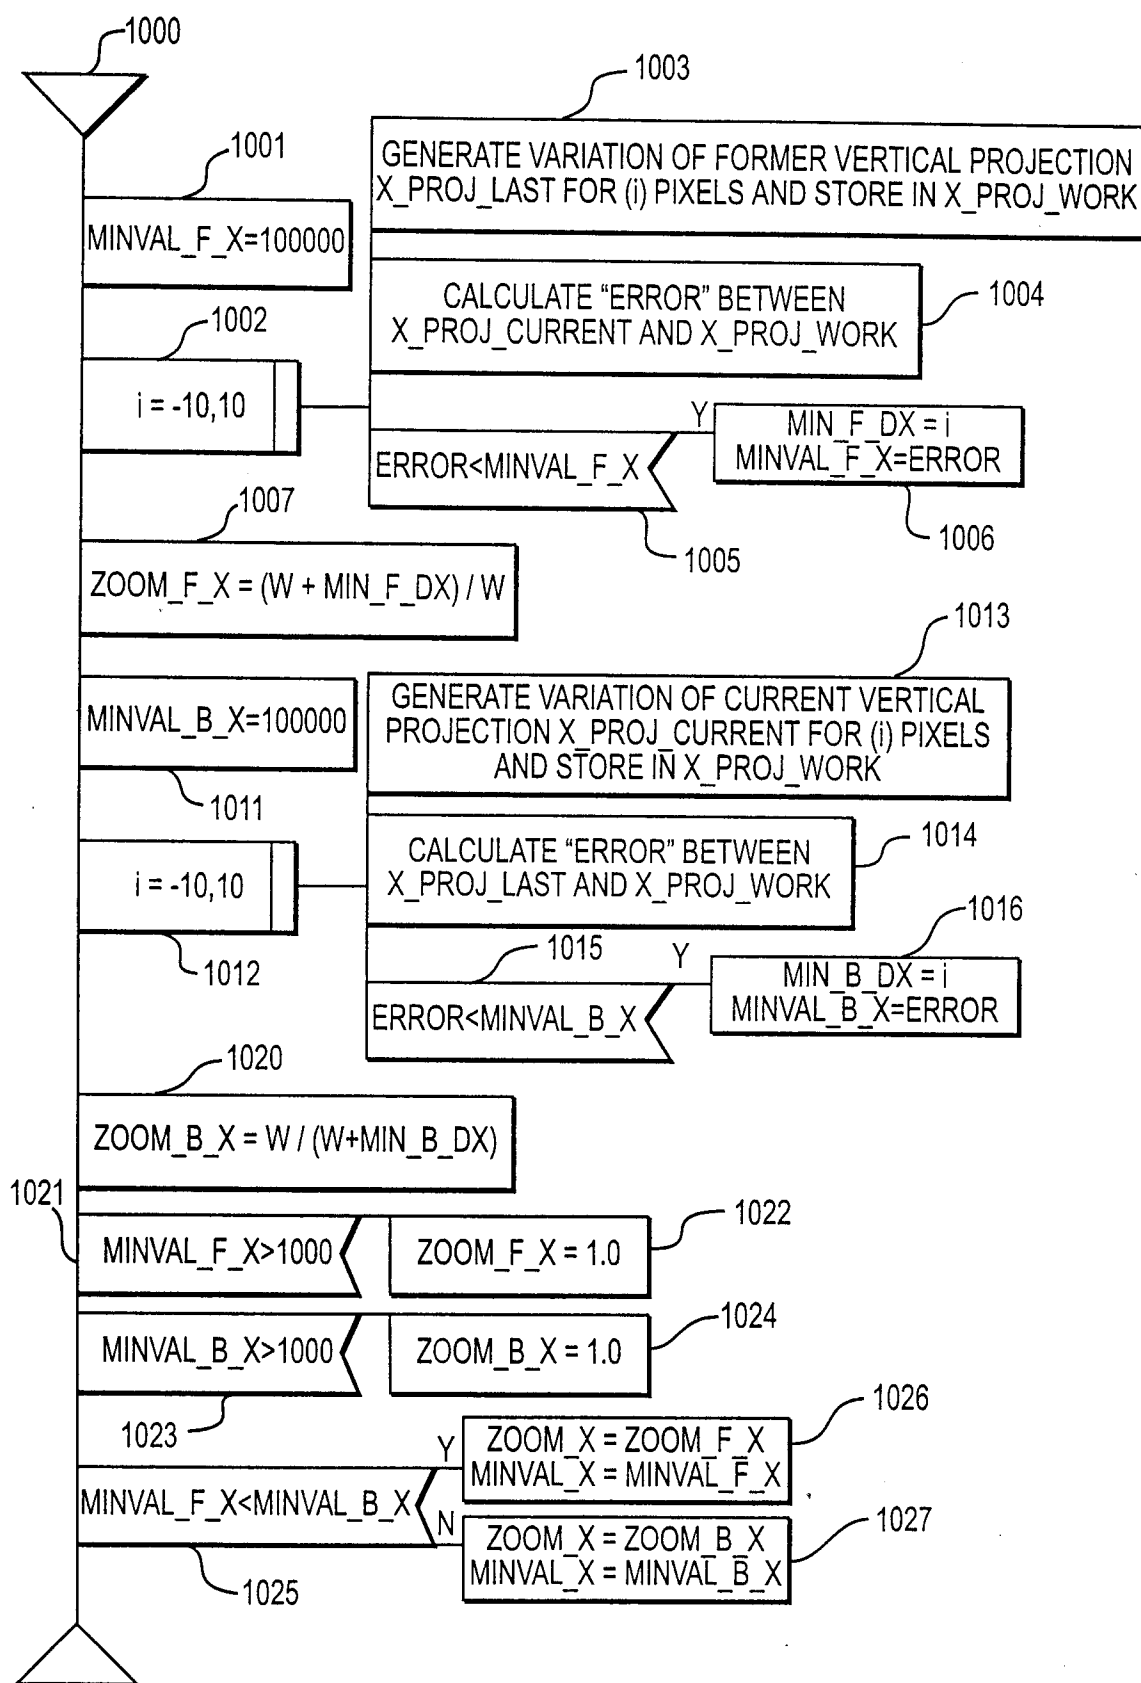 1000
1003
GENERATE VARIATION OF FORMER VERTICAL PROJECTION
X_PROJ_LAST FOR (i) PIXELS AND STORE IN X_PROJ_WORK
1001
MINVAL_F_X=100000
CALCULATE “ERROR” BETWEEN
X_PROJ_CURRENT AND X_PROJ_WORK
1004
1002
i = -10,10
ERROR<MINVAL_F_X
Y
MIN_F_DX = i
MINVAL_F_X=ERROR
1005
1006
1007
ZOOM_F_X = (W + MIN_F_DX) / W
1013
MINVAL_B_X=100000
GENERATE VARIATION OF CURRENT VERTICAL
PROJECTION X_PROJ_CURRENT FOR (i) PIXELS
AND STORE IN X_PROJ_WORK
1011
1014
CALCULATE “ERROR” BETWEEN
X_PROJ_LAST AND X_PROJ_WORK
i = -10,10
1012
1015
1016
Y
MIN_B_DX = i
MINVAL_B_X=ERROR
ERROR<MINVAL_B_X
1020
ZOOM_B_X = W / (W+MIN_B_DX)
1021
MINVAL_F_X>1000
ZOOM_F_X = 1.0
1022
MINVAL_B_X>1000
ZOOM_B_X = 1.0
1024
1023
1026
Y
ZOOM_X = ZOOM_F_X
MINVAL_X = MINVAL_F_X
MINVAL_F_X<MINVAL_B_X
N
ZOOM_X = ZOOM_B_X
MINVAL_X = MINVAL_B_X
1027
1025